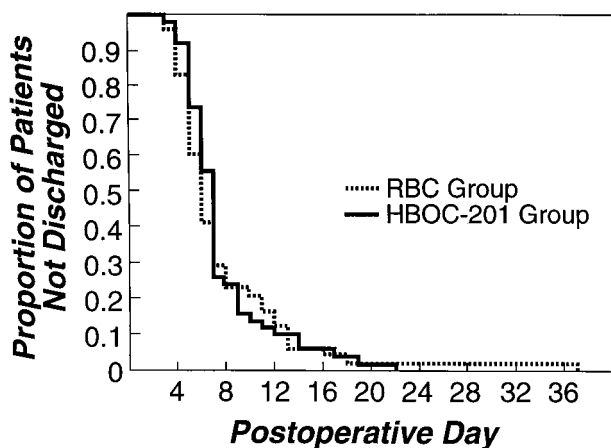 Proportion of Patients
Not Discharged
0.9
0.8
0.7
0.6
0.5
0.4
0.3
0.2
0.1
0
RBC Group
HBOC-201 Group
4 8 12 16 20 24 28 32 36
Postoperative Day